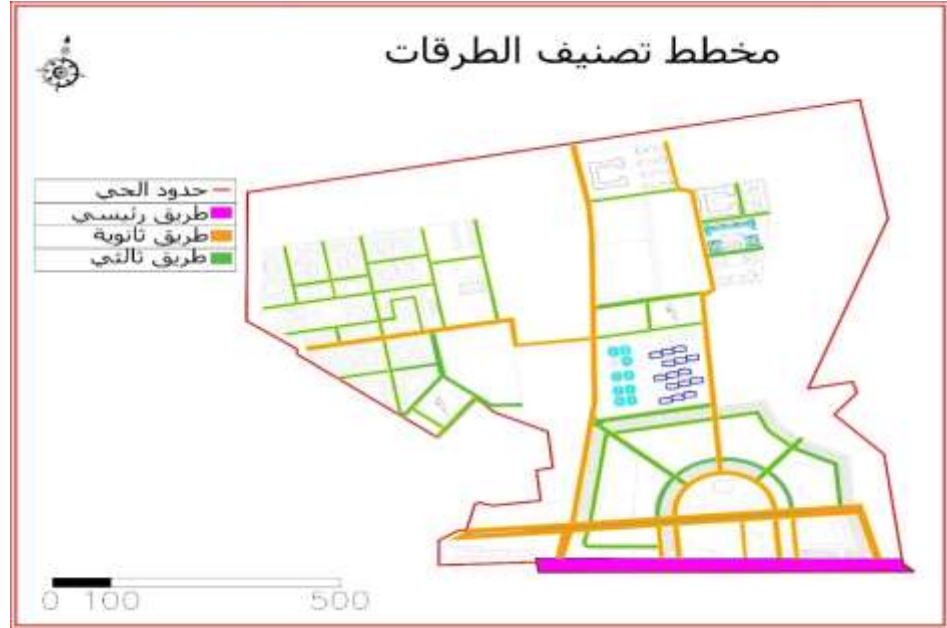 مخطط تصنيف الطرقات
حدود الحي
طريق رئيسي
طريق ثانوية
طريق ثالثي
0 100 500